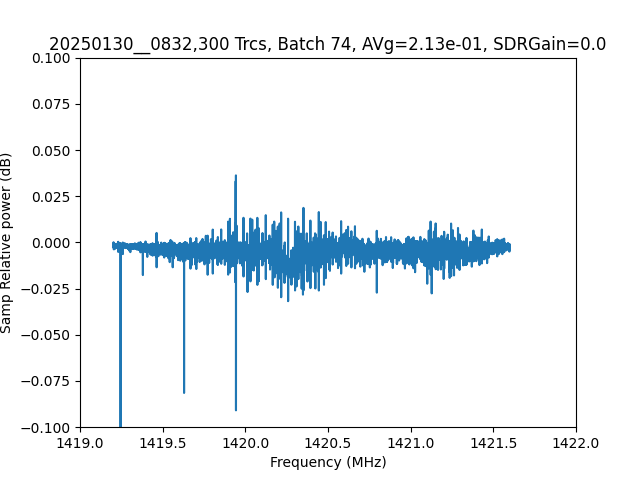 20250130__0832,300 Trcs, Batch 74, AVg=2.13e-01, SDRGain=0.0
Samp Relative power (dB)
0.100
0.075
0.050
0.025
0.000
−0.025
−0.050
−0.075
−0.100
1419.0 1419.5 1420.0 1420.5 1421.0 1421.5 1422.0
Frequency (MHz)